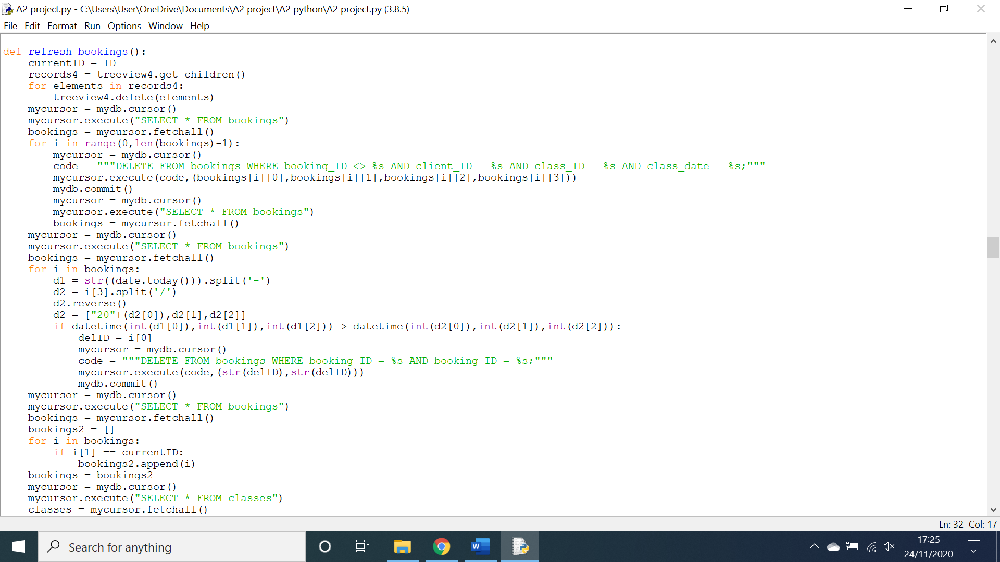 A2 project.py - C:\Users\User\OneDrive\Documents\A2 project\A2 python\A2 project.py (3.8.5)
File Edit Format Run Options Window Help
def refresh_bookings():
    currentID = ID
    records4 = treeview4.get_children()
    for elements in records4:
        treeview4.delete(elements)
    mycursor = mydb.cursor()
    mycursor.execute("SELECT * FROM bookings")
    bookings = mycursor.fetchall()
    for i in range(0,len(bookings)-1):
        mycursor = mydb.cursor()
        code = """DELETE FROM bookings WHERE booking_ID <> %s AND client_ID = %s AND class_ID = %s AND class_date = %s;"""
        mycursor.execute(code,(bookings[i][0],bookings[i][1],bookings[i][2],bookings[i][3]))
        mydb.commit()
        mycursor = mydb.cursor()
        mycursor.execute("SELECT * FROM bookings")
        bookings = mycursor.fetchall()
    mycursor = mydb.cursor()
    mycursor.execute("SELECT * FROM bookings")
    bookings = mycursor.fetchall()
    for i in bookings:
        d1 = str((date.today())).split('-')
        d2 = i[3].split('/')
        d2.reverse()
        d2 = ["20"+(d2[0]),d2[1],d2[2]]
        if datetime(int(d1[0]),int(d1[1]),int(d1[2])) > datetime(int(d2[0]),int(d2[1]),int(d2[2])):
            delID = i[0]
            mycursor = mydb.cursor()
            code = """DELETE FROM bookings WHERE booking_ID = %s AND booking_ID = %s;"""
            mycursor.execute(code,(str(delID),str(delID)))
            mydb.commit()
    mycursor = mydb.cursor()
    mycursor.execute("SELECT * FROM bookings")
    bookings = mycursor.fetchall()
    bookings2 = []
    for i in bookings:
        if i[1] == currentID:
            bookings2.append(i)
    bookings = bookings2
    mycursor = mydb.cursor()
    mycursor.execute("SELECT * FROM classes")
    classes = mycursor.fetchall()
Ln: 32 Col: 17
Search for anything
W
17:25
24/11/2020